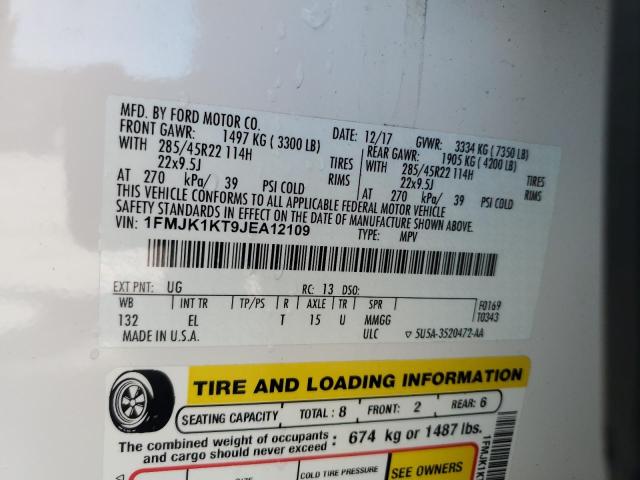 MFD. BY FORD MOTOR CO.
DATE: 12/17 GVWR: 3334 KG ( 7350 LB)
FRONT GAWR: 1497 KG ( 3300 LB) REAR GAWR: 1905 KG ( 4200 LB)
WITH 285/45R22 114H TIRES WITH 285/45R22 114H TIRES
22x9.5J RIMS 22x9.5J RIMS
AT 270 kPa/ 39 PSI COLD AT 270 kPa/ 39 PSI COLD
THIS VEHICLE CONFORMS TO ALL APPLICABLE FEDERAL MOTOR VEHICLE
SAFETY STANDARDS IN EFFECT ON THE DATE OF MANUFACTURE SHOWN ABOVE.
VIN: 1FMJK1KT9JEA12109 TYPE: MPV
EXT PNT: UG RC: 13 DSO: F0169
WB INT TR TP/PS R AXLE TR SPR T0343
132 EL T 15 U MMGG
MADE IN U.S.A. ULC 5U5A-3520472-AA
TIRE AND LOADING INFORMATION
SEATING CAPACITY TOTAL: 8 FRONT: 2 REAR: 6
The combined weight of occupants and cargo should never exceed : 674 kg or 1487 lbs.
COLD TIRE PRESSURE
SEE OWNERS
1FMJK1K